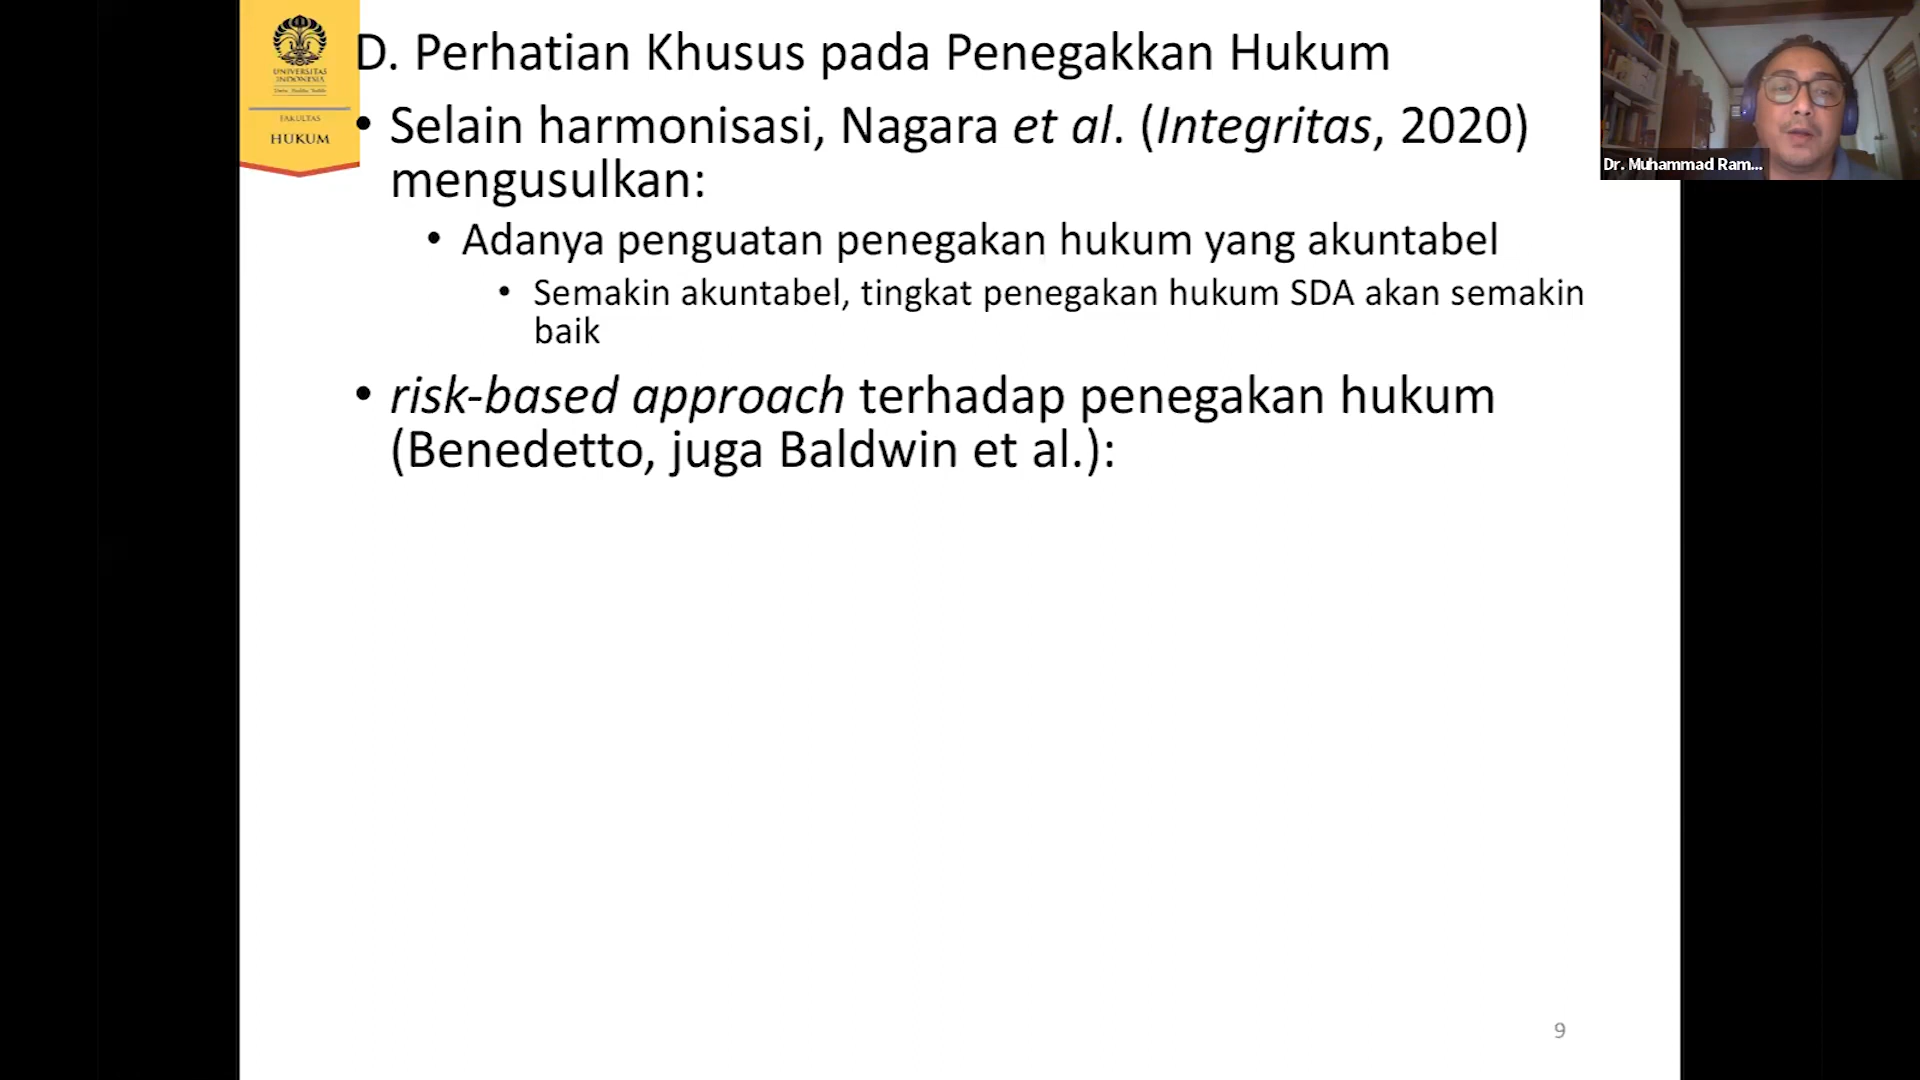 UNIVERSITAS
INDONESIA
FAKULTAS
HUKUM
D. Perhatian Khusus pada Penegakkan Hukum
• Selain harmonisasi, Nagara et al. (Integritas, 2020)
mengusulkan:
• Adanya penguatan penegakan hukum yang akuntabel
• Semakin akuntabel, tingkat penegakan hukum SDA akan semakin
baik
• risk-based approach terhadap penegakan hukum
(Benedetto, juga Baldwin et al.):
Dr. Muhammad Ram...
9